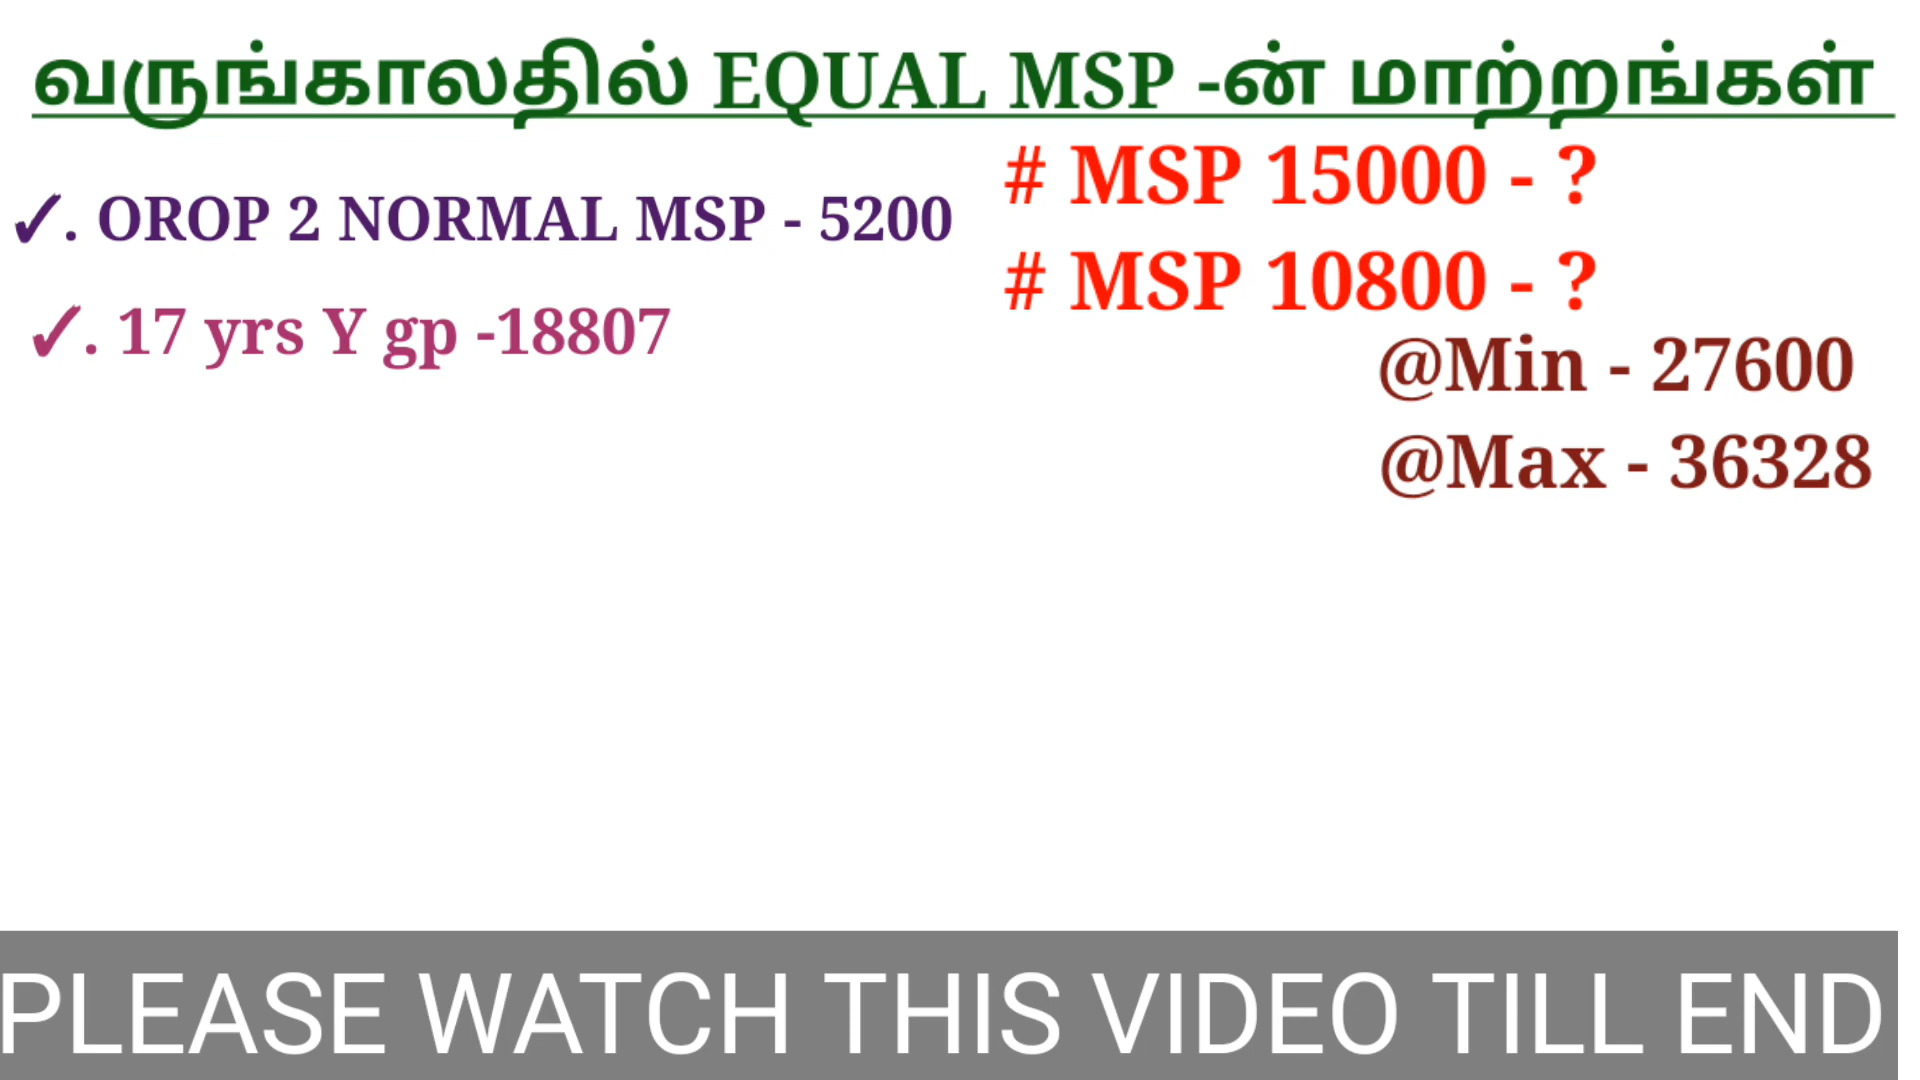 வருங்காலதில் EQUAL MSP -ன் மாற்றங்கள்
✓. OROP 2 NORMAL MSP - 5200
✓. 17 yrs Y gp -18807
# MSP 15000 - ?
# MSP 10800 - ?
@Min - 27600
@Max - 36328
PLEASE WATCH THIS VIDEO TILL END